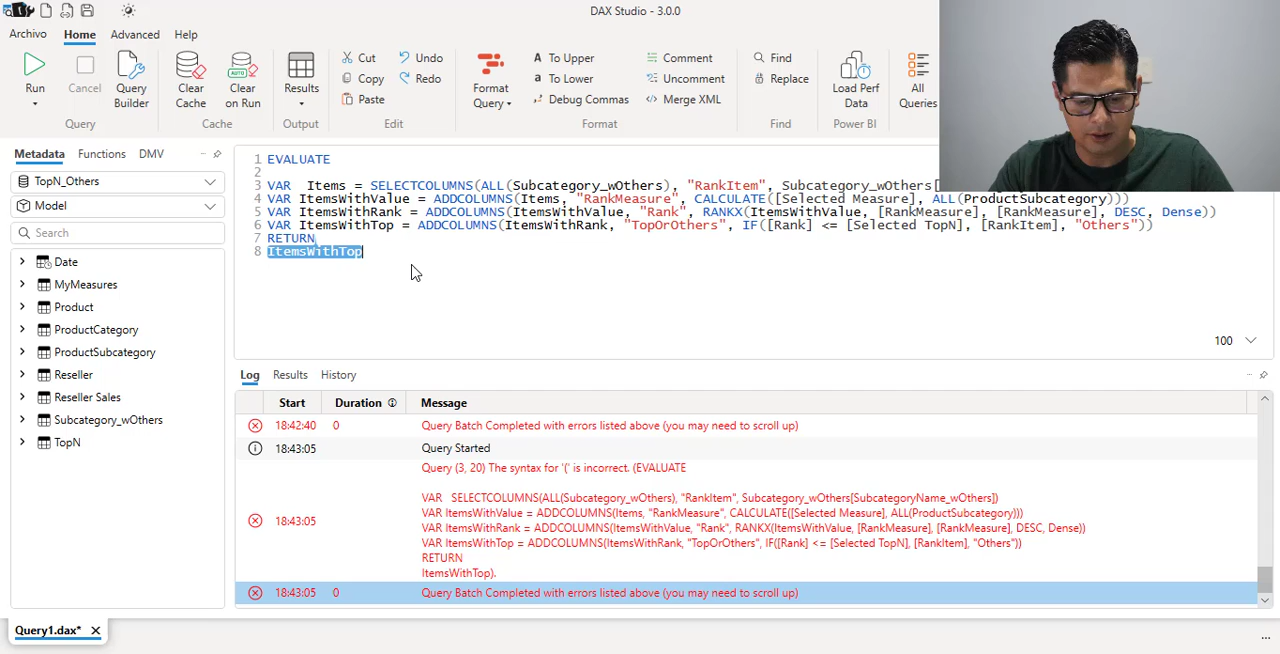 DAX Studio - 3.0.0
Archivo Home Advanced Help
Run
Cancel
Query Builder
Query
Clear Cache
Clear on Run
Cache
Results
Output
Cut
Copy
Paste
Undo
Redo
Edit
Format Query
To Upper
To Lower
Debug Commas
Comment
Uncomment
Merge XML
Format
Find
Replace
Find
Load Perf Data
Power BI
All Queries
Metadata Functions DMV
TopN_Others
Model
Search
Date
MyMeasures
Product
ProductCategory
ProductSubcategory
Reseller
Reseller Sales
Subcategory_wOthers
TopN
1 EVALUATE
2
3 VAR  Items = SELECTCOLUMNS(ALL(Subcategory_wOthers), "RankItem", Subcategory_wOthers[
4 VAR ItemsWithValue = ADDCOLUMNS(Items, "RankMeasure", CALCULATE([Selected Measure], ALL(ProductSubcategory)))
5 VAR ItemsWithRank = ADDCOLUMNS(ItemsWithValue, "Rank", RANKX(ItemsWithValue, [RankMeasure], [RankMeasure], DESC, Dense))
6 VAR ItemsWithTop = ADDCOLUMNS(ItemsWithRank, "TopOrOthers", IF([Rank] <= [Selected TopN], [RankItem], "Others"))
7 RETURN
8 ItemsWithTop
100
Log Results History
Start Duration Message
18:42:40 0 Query Batch Completed with errors listed above (you may need to scroll up)
18:43:05 Query Started
18:43:05 Query (3, 20) The syntax for '(' is incorrect. (EVALUATE
VAR   SELECTCOLUMNS(ALL(Subcategory_wOthers), "RankItem", Subcategory_wOthers[SubcategoryName_wOthers])
VAR ItemsWithValue = ADDCOLUMNS(Items, "RankMeasure", CALCULATE([Selected Measure], ALL(ProductSubcategory)))
VAR ItemsWithRank = ADDCOLUMNS(ItemsWithValue, "Rank", RANKX(ItemsWithValue, [RankMeasure], [RankMeasure], DESC, Dense))
VAR ItemsWithTop = ADDCOLUMNS(ItemsWithRank, "TopOrOthers", IF([Rank] <= [Selected TopN], [RankItem], "Others"))
RETURN
ItemsWithTop).
18:43:05 0 Query Batch Completed with errors listed above (you may need to scroll up)
Query1.dax*